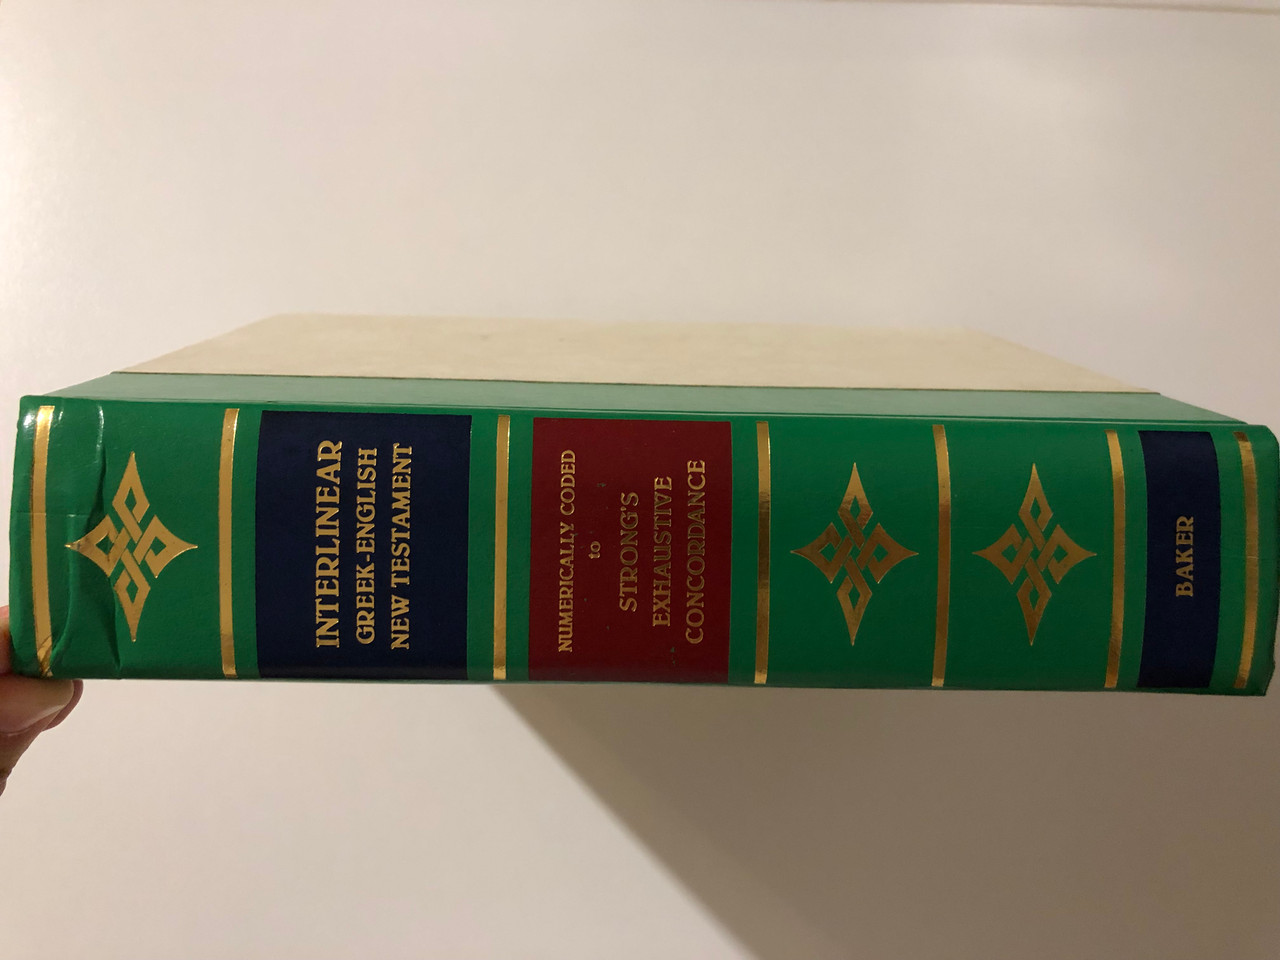 INTERLINEAR
GREEK-ENGLISH
NEW TESTAMENT
NUMERICALLY CODED
to
STRONG'S
EXHAUSTIVE
CONCORDANCE
BAKER